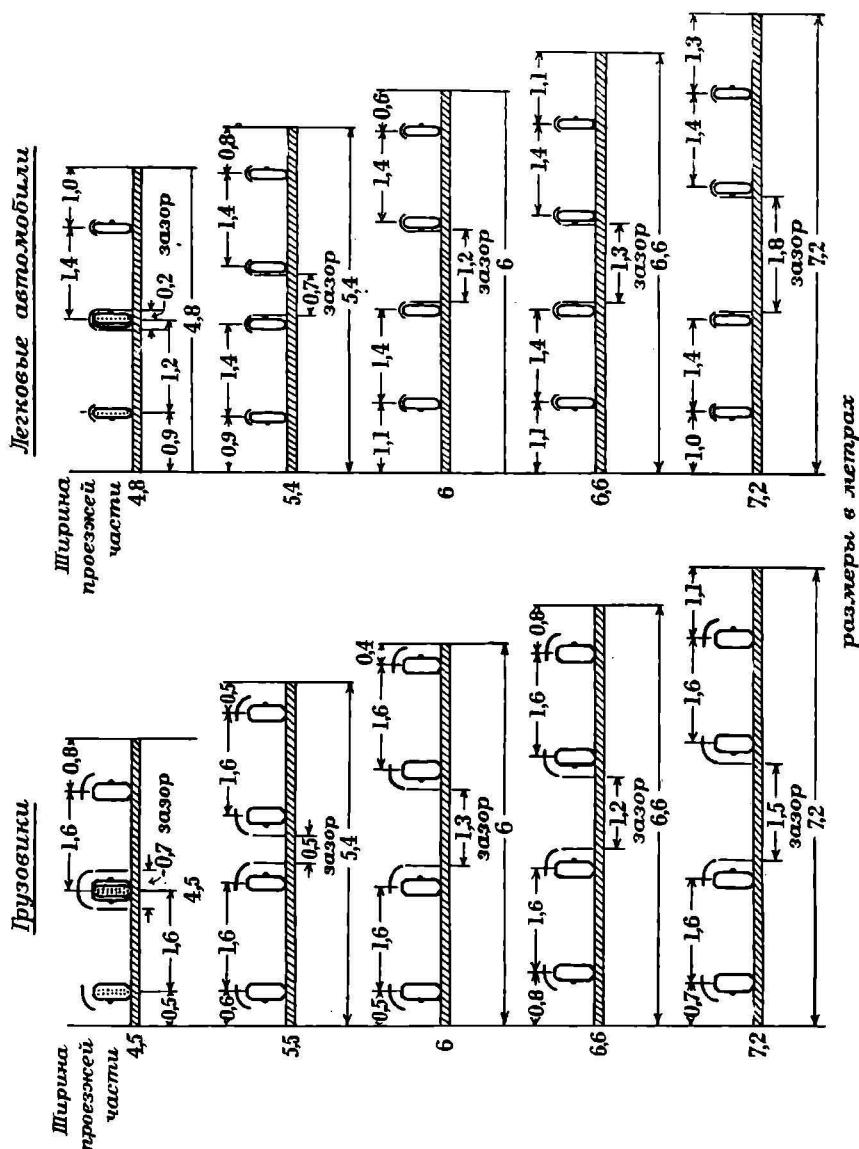 Грузовики
Ширина
проезжей
части
4,5
1,6 0,8
0,7 зазор
0,5 1,6
4,5
5,5
1,6 0,5
0,6 1,6
0,5
зазор
5,4
6
0,4
1,6
0,5 1,6
1,3
зазор
6
6,6
0,8
1,6
0,8 1,6
1,2
зазор
6,6
7,2
1,6 1,1
0,7 1,6
1,5
зазор
7,2
Легковые автомобили
Ширина
проезжей
части
4,8
1,4 1,0
0,2 зазор
0,9 1,2
4,8
5,4
1,4 0,8
0,9 1,4
0,7
зазор
5,4
6
1,4 0,6
1,1 1,4
1,2
зазор
6
6,6
1,4 1,1
1,1 1,4
1,3
зазор
6,6
7,2
1,4 1,3
1,0 1,4
1,8
зазор
7,2
размеры в метрах